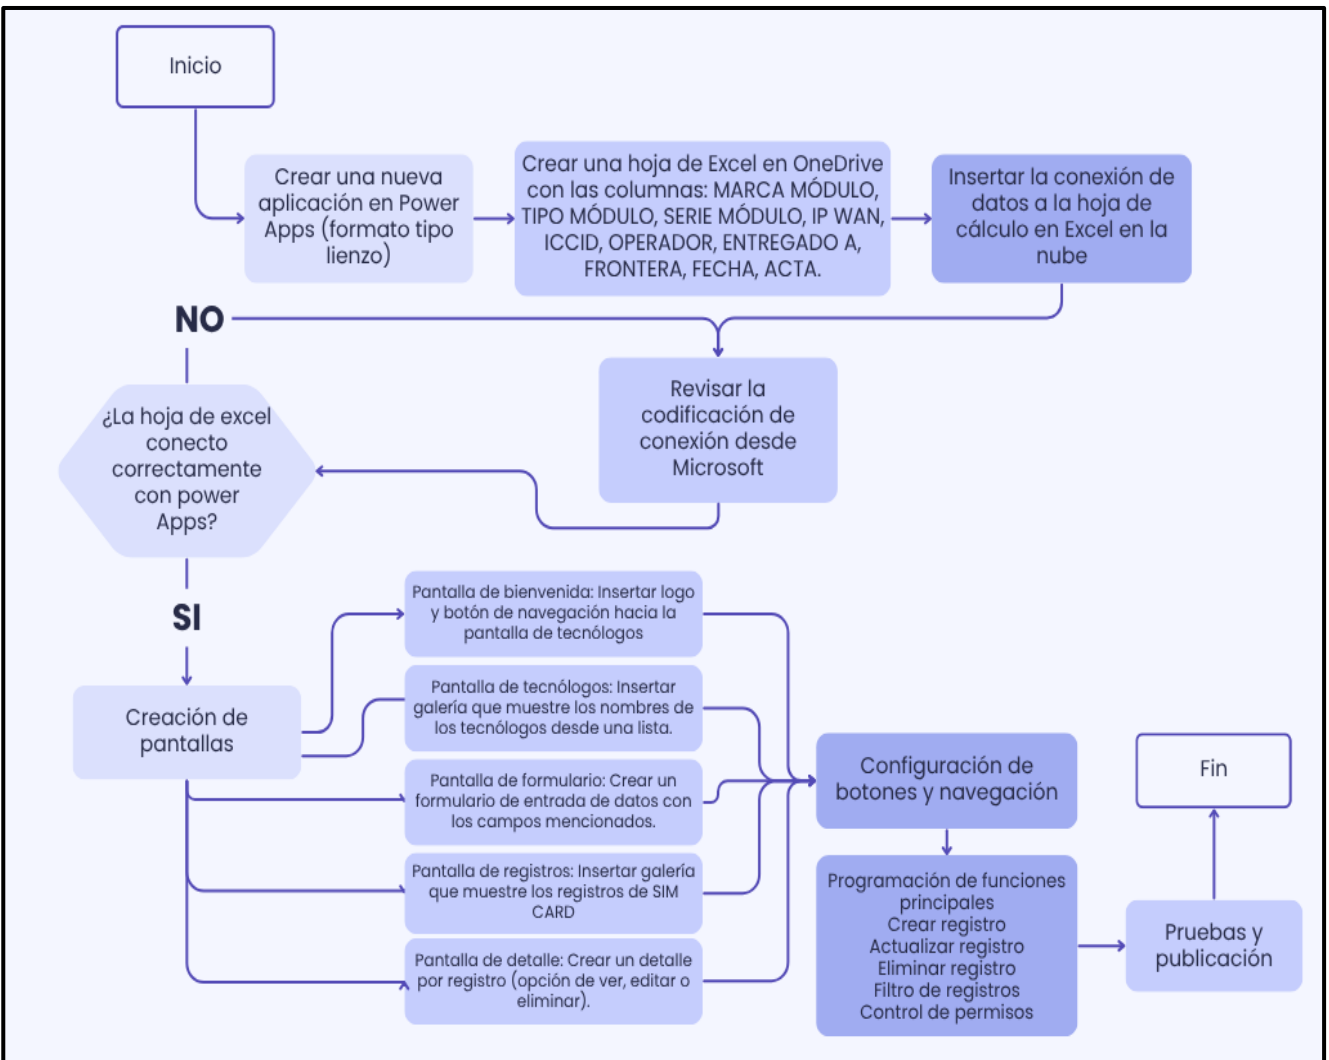 Inicio
Crear una nueva
aplicación en Power
Apps (formato tipo
lienzo)
Crear una hoja de Excel en OneDrive
con las columnas: MARCA MÓDULO,
TIPO MÓDULO, SERIE MÓDULO, IP WAN,
ICCID, OPERADOR, ENTREGADO A,
FRONTERA, FECHA, ACTA.
Insertar la conexión de
datos a la hoja de
cálculo en Excel en la
nube
NO
Revisar la
codificación de
conexión desde
Microsoft
¿La hoja de excel
conecto
correctamente
con power
Apps?
SI
Creación de
pantallas
Pantalla de bienvenida: Insertar logo
y botón de navegación hacia la
pantalla de tecnólogos
Pantalla de tecnólogos: Insertar
galería que muestre los nombres de
los tecnólogos desde una lista.
Pantalla de formulario: Crear un
formulario de entrada de datos con
los campos mencionados.
Pantalla de registros: Insertar galería
que muestre los registros de SIM
CARD
Pantalla de detalle: Crear un detalle
por registro (opción de ver, editar o
eliminar).
Configuración de
botones y navegación
Programación de funciones
principales
Crear registro
Actualizar registro
Eliminar registro
Filtro de registros
Control de permisos
Pruebas y
publicación
Fin